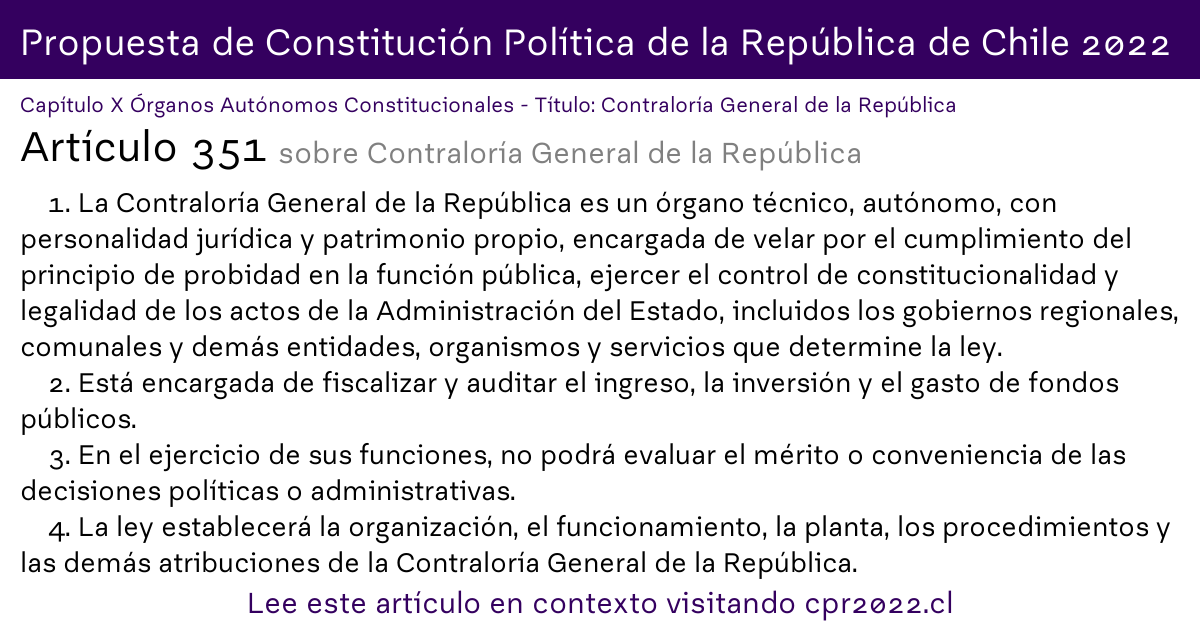 Propuesta de Constitución Política de la República de Chile 2022
Capítulo X Órganos Autónomos Constitucionales - Título: Contraloría General de la República
Artículo 351 sobre Contraloría General de la República
1. La Contraloría General de la República es un órgano técnico, autónomo, con
personalidad jurídica y patrimonio propio, encargada de velar por el cumplimiento del
principio de probidad en la función pública, ejercer el control de constitucionalidad y
legalidad de los actos de la Administración del Estado, incluidos los gobiernos regionales,
comunales y demás entidades, organismos y servicios que determine la ley.
2. Está encargada de fiscalizar y auditar el ingreso, la inversión y el gasto de fondos
públicos.
3. En el ejercicio de sus funciones, no podrá evaluar el mérito o conveniencia de las
decisiones políticas o administrativas.
4. La ley establecerá la organización, el funcionamiento, la planta, los procedimientos y
las demás atribuciones de la Contraloría General de la República.
Lee este artículo en contexto visitando cpr2022.cl